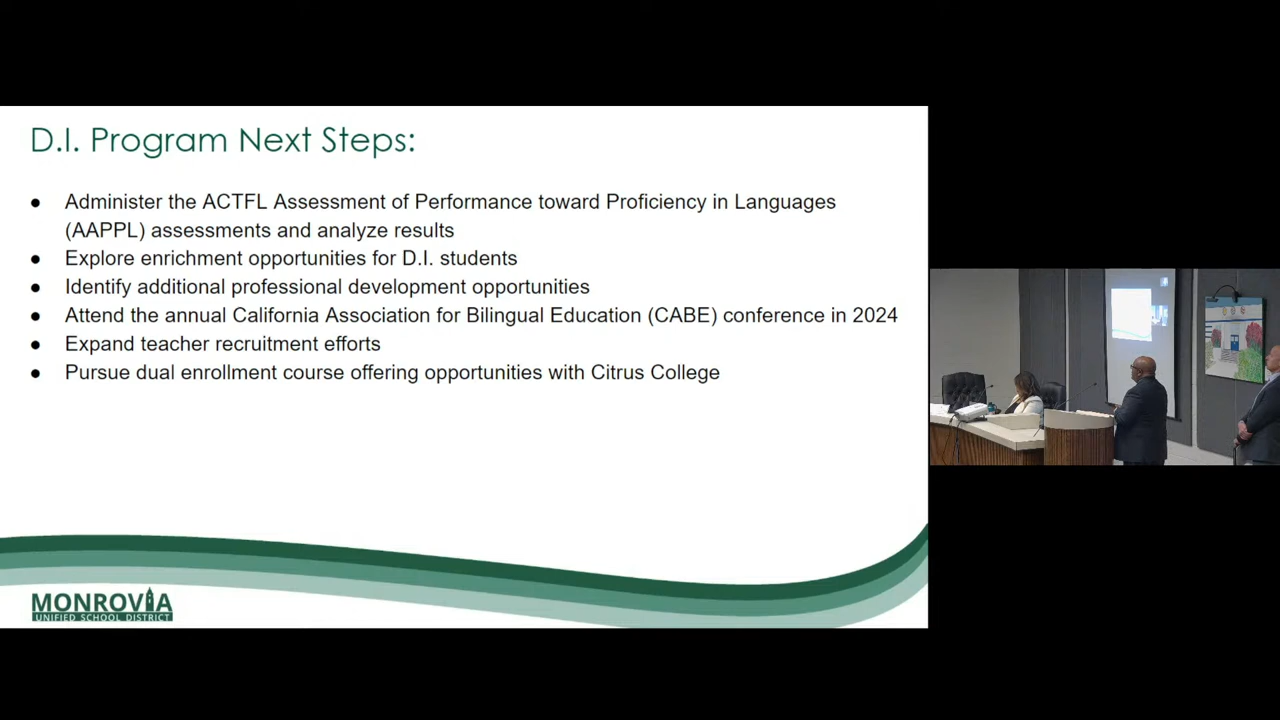 D.I. Program Next Steps:
● Administer the ACTFL Assessment of Performance toward Proficiency in Languages
(AAPPL) assessments and analyze results
● Explore enrichment opportunities for D.I. students
● Identify additional professional development opportunities
● Attend the annual California Association for Bilingual Education (CABE) conference in 2024
● Expand teacher recruitment efforts
● Pursue dual enrollment course offering opportunities with Citrus College
MONROVIA
UNIFIED SCHOOL DISTRICT